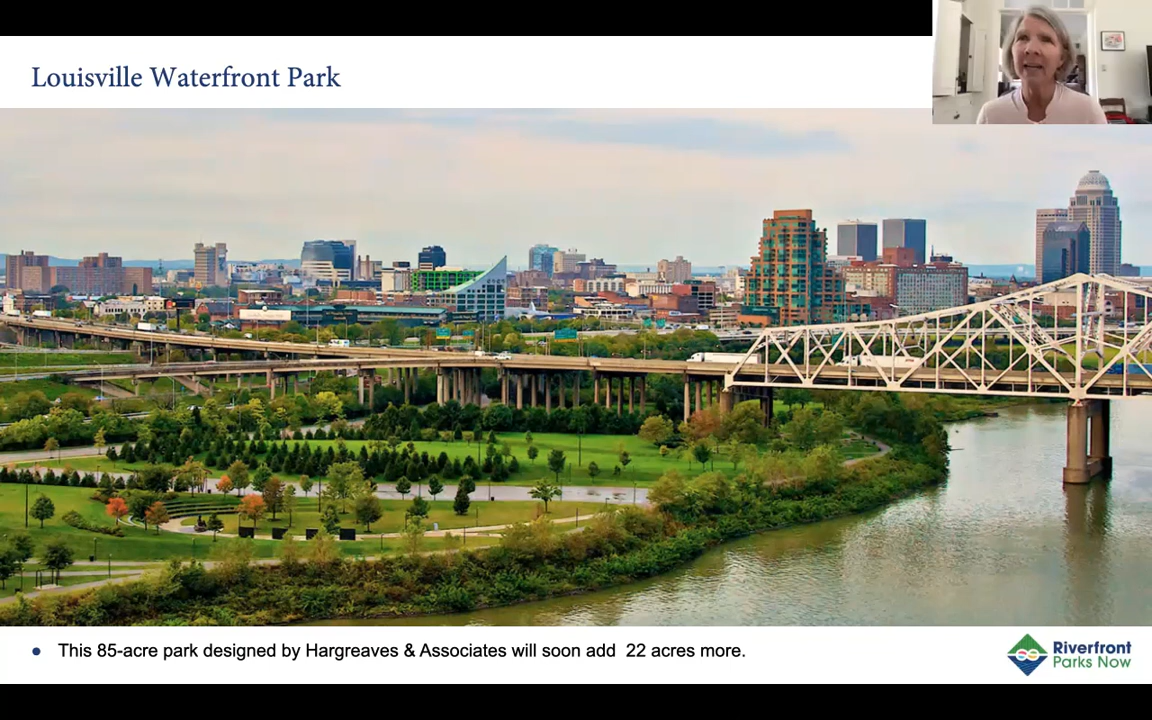 Louisville Waterfront Park
• This 85-acre park designed by Hargreaves & Associates will soon add  22 acres more.
Riverfront
Parks Now